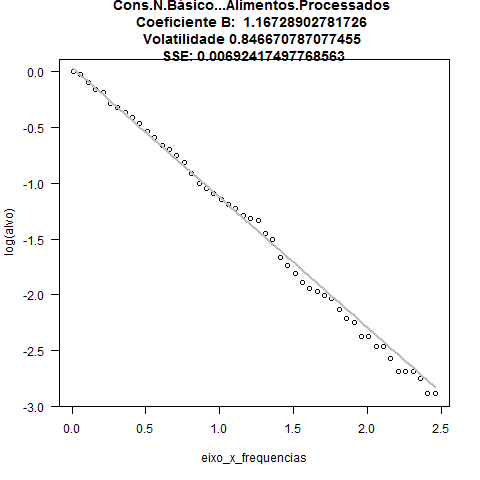 Cons.N.Básico...Alimentos.Processados
Coeficiente B:  1.16728902781726
Volatilidade 0.846670787077455
SSE: 0.00692417497768563
0.0
-0.5
-1.0
-1.5
-2.0
-2.5
-3.0
log(alvo)
0.0 0.5 1.0 1.5 2.0 2.5
eixo_x_frequencias